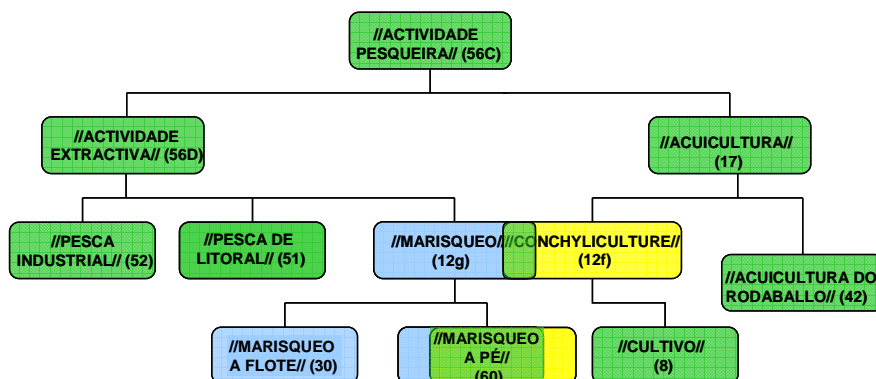 //ACTIVIDADE
PESQUEIRA// (56C)
//ACTIVIDADE
EXTRACTIVA// (56D)
//ACUICULTURA//
(17)
//PESCA
INDUSTRIAL// (52)
//PESCA DE
LITORAL// (51)
//MARISQUEO//
(12g)
//CONCHYLICULTURE//
(12f)
//ACUICULTURA DO
RODABALLO// (42)
//MARISQUEO
A FLOTE// (30)
//MARISQUEO
A PÉ//
(60)
//CULTIVO//
(8)